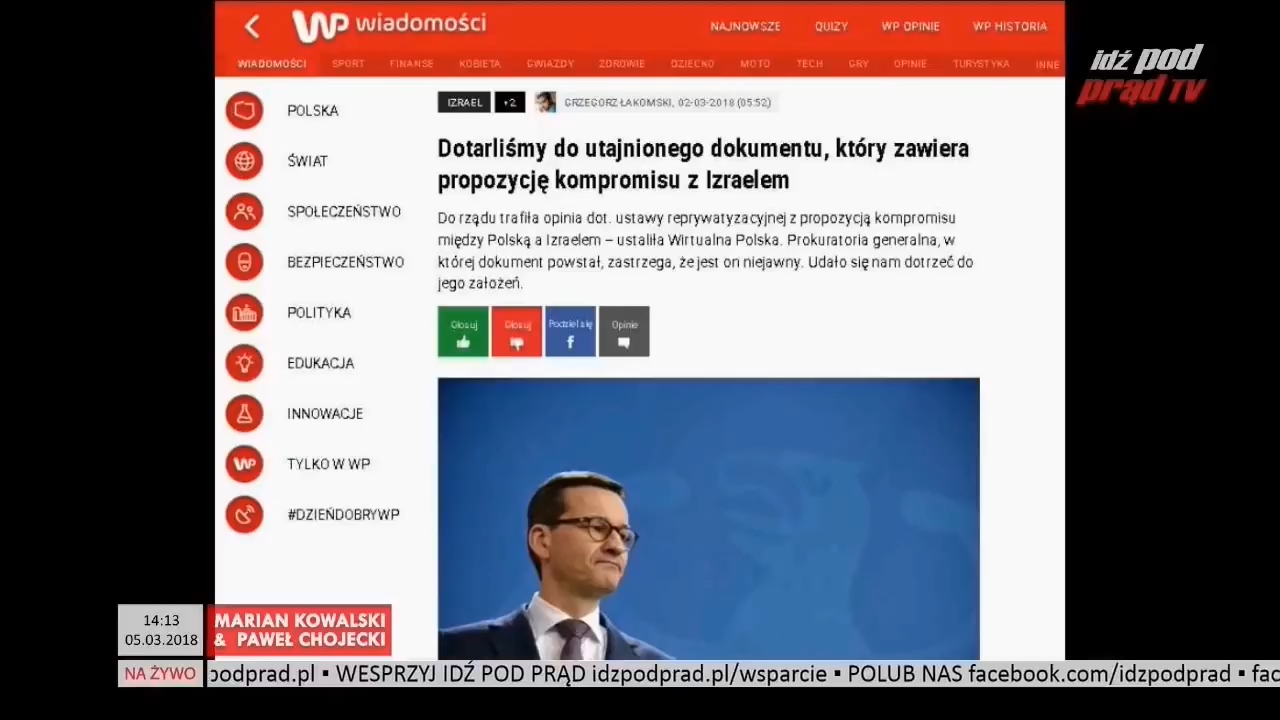 WP wiadomości
NAJNOWSZE QUIZY WP OPINIE WP HISTORIA
WIADOMOŚCI SPORT FINANSE KOBIETA GWIAZDY ZDROWIE DZIECKO MOTO TECH GRY OPINIE TURYSTYKA INNE
idź pod
prąd TV
POLSKA
ŚWIAT
SPOŁECZEŃSTWO
BEZPIECZEŃSTWO
POLITYKA
EDUKACJA
INNOWACJE
WP TYLKO W WP
#DZIEŃDOBRYWP
IZRAEL +2 GRZEGORZ ŁAKOMSKI, 02-03-2018 (05:52)
Dotarliśmy do utajnionego dokumentu, który zawiera
propozycję kompromisu z Izraelem
Do rządu trafiła opinia dot. ustawy reprywatyzacyjnej z propozycją kompromisu
między Polską a Izraelem – ustaliła Wirtualna Polska. Prokuratoria generalna, w
której dokument powstał, zastrzega, że jest on niejawny. Udało się nam dotrzeć do
jego założeń.
Głosuj Głosuj Podziel się Opinie
14:13
05.03.2018
MARIAN KOWALSKI
& PAWEŁ CHOJECKI
NA ŻYWO
podprad.pl ▪ WESPRZYJ IDŹ POD PRĄD idzpodprad.pl/wsparcie ▪ POLUB NAS facebook.com/idzpodprad ▪ fac